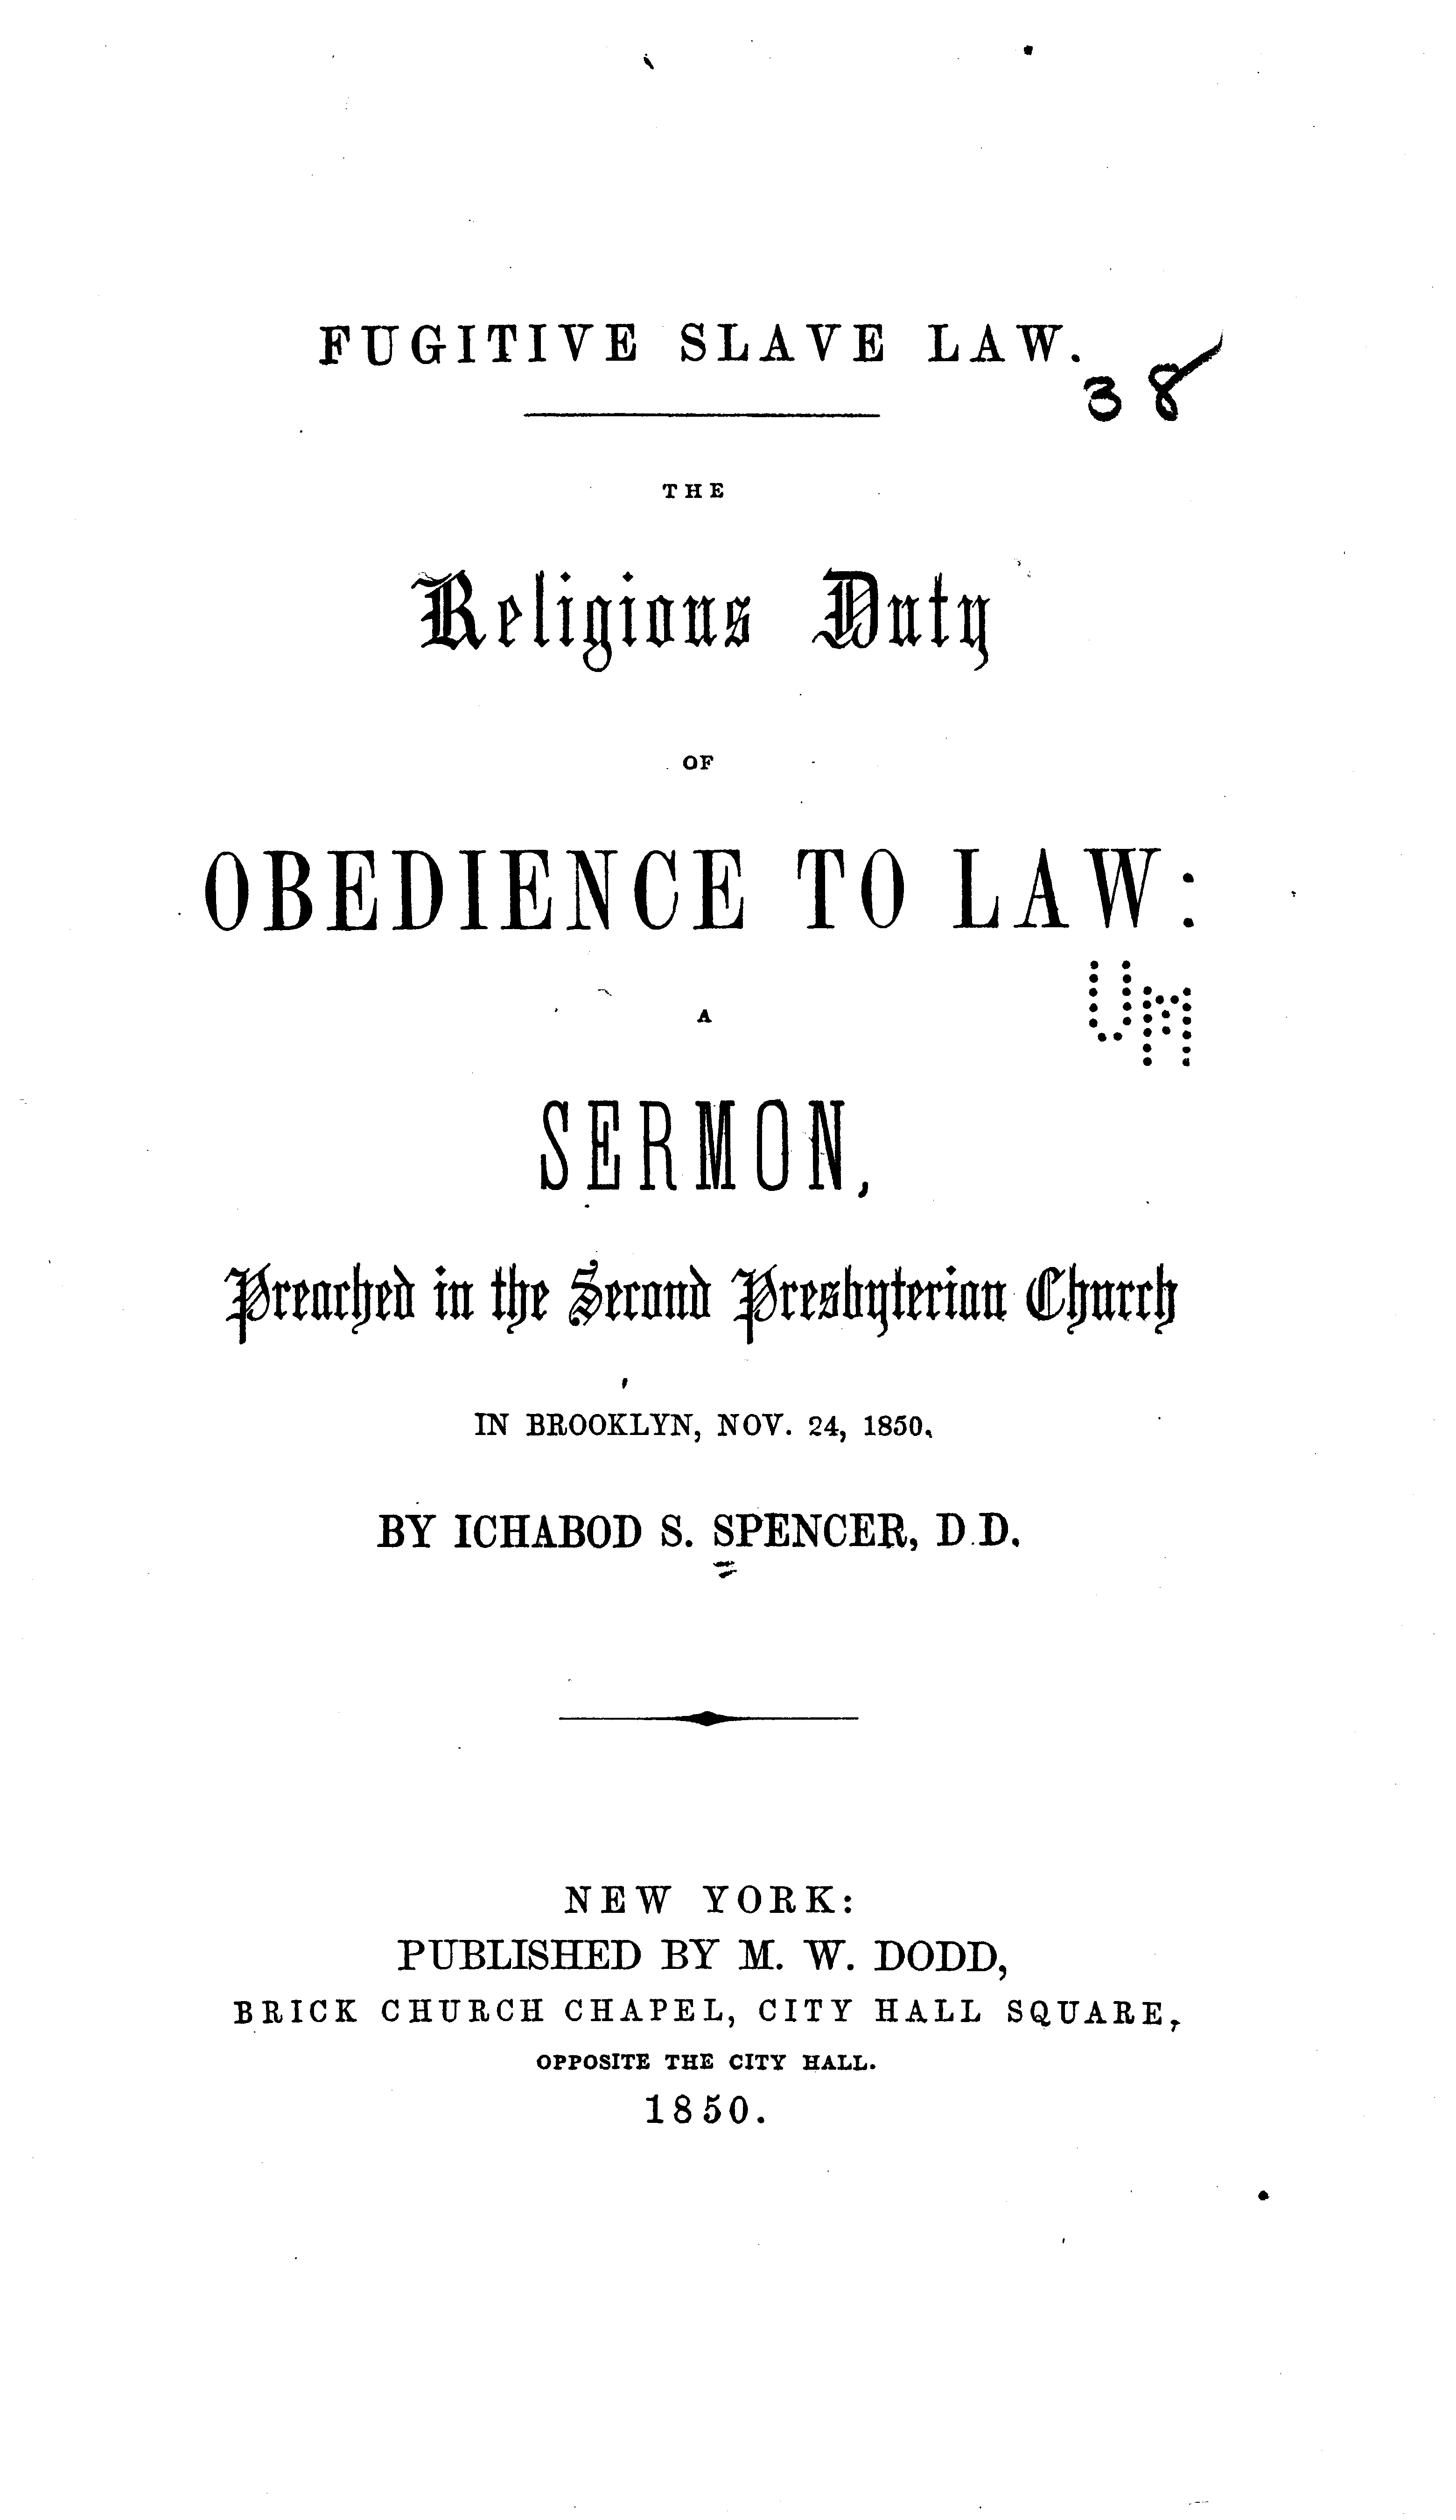 FUGITIVE SLAVE LAW.
38
THE
Religious Duty
OF
OBEDIENCE TO LAW:
UM
A
SERMON,
Preached in the Second Presbyterian Church
IN BROOKLYN, NOV. 24, 1850.
BY ICHABOD S. SPENCER, D.D.
NEW YORK:
PUBLISHED BY M. W. DODD,
BRICK CHURCH CHAPEL, CITY HALL SQUARE,
OPPOSITE THE CITY HALL.
1850.